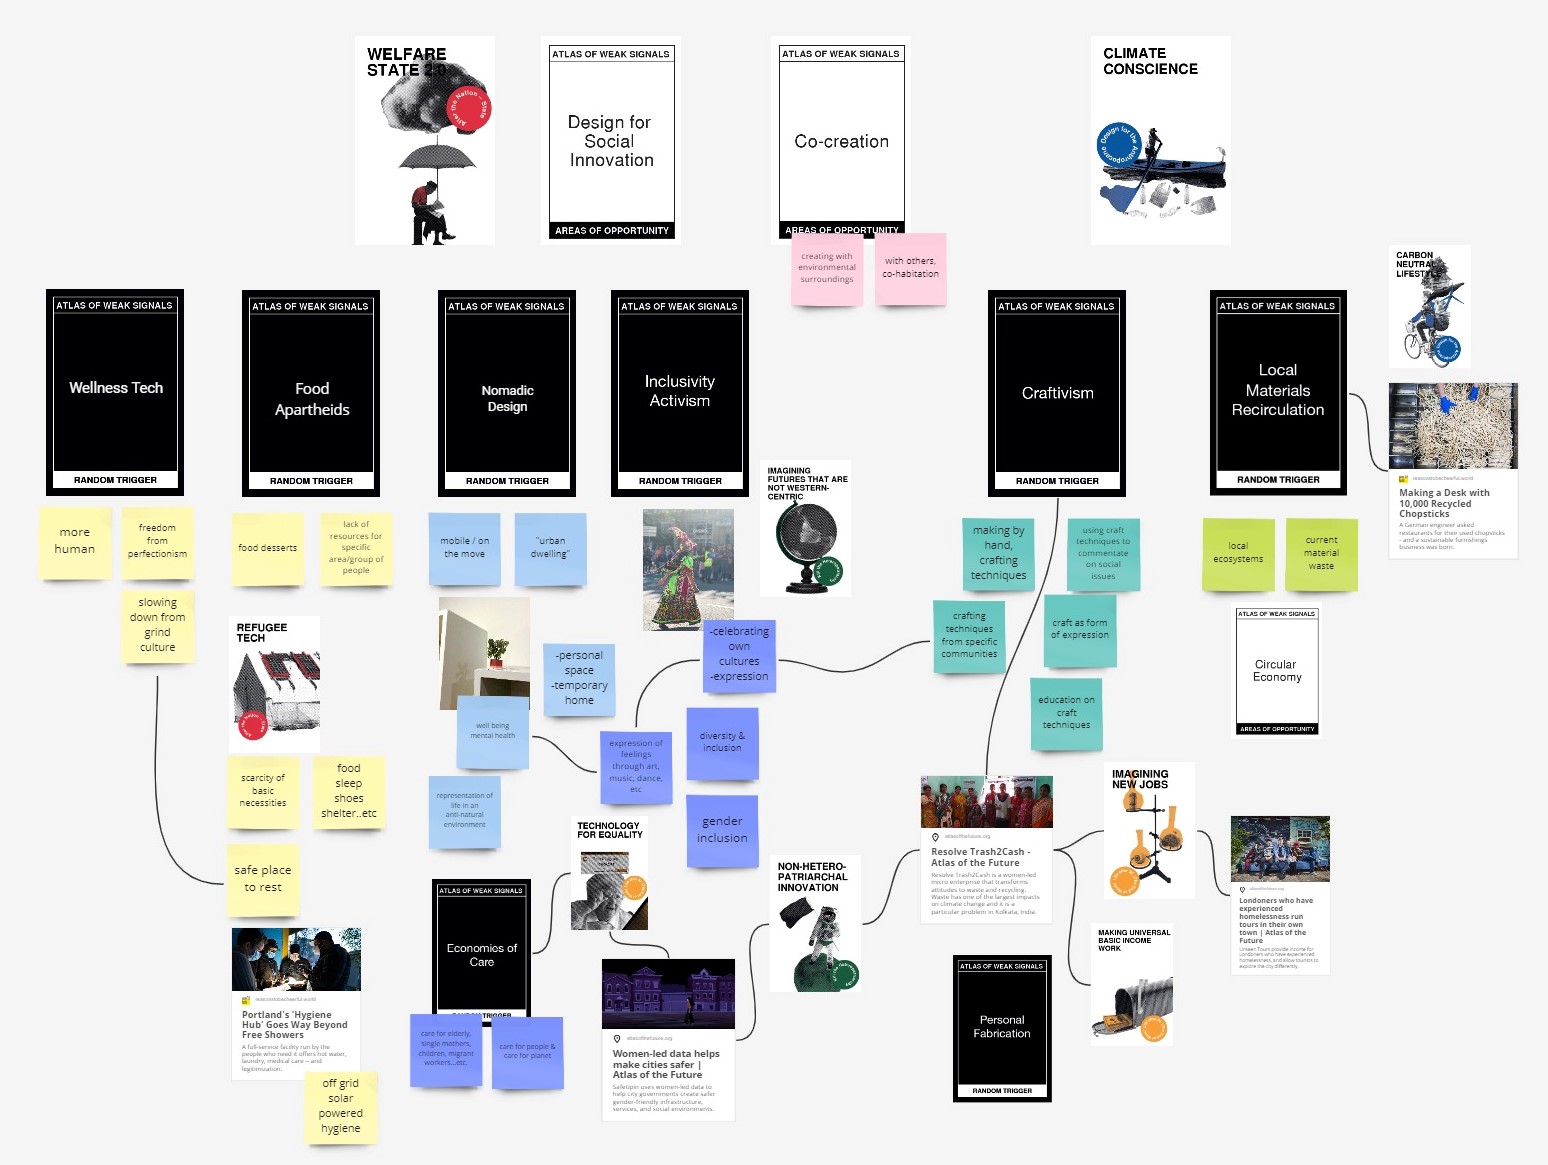 WELFARE
STATE 2.0
After the Nation – State
ATLAS OF WEAK SIGNALS
Design for
Social
Innovation
AREAS OF OPPORTUNITY
ATLAS OF WEAK SIGNALS
Co-creation
AREAS OF OPPORTUNITY
creating with
environmental
surroundings
with others,
co-habitation
CLIMATE
CONSCIENCE
Design for the Anthropocene
CARBON
NEUTRAL
LIFESTYLE
ATLAS OF WEAK SIGNALS
Wellness Tech
RANDOM TRIGGER
ATLAS OF WEAK SIGNALS
Food
Apartheids
RANDOM TRIGGER
ATLAS OF WEAK SIGNALS
Nomadic
Design
RANDOM TRIGGER
ATLAS OF WEAK SIGNALS
Inclusivity
Activism
RANDOM TRIGGER
ATLAS OF WEAK SIGNALS
Craftivism
RANDOM TRIGGER
ATLAS OF WEAK SIGNALS
Local
Materials
Recirculation
RANDOM TRIGGER
reasonstobecheerful.world
Making a Desk with
10,000 Recycled
Chopsticks
A German engineer asked
restaurants for their used chopsticks
- and a sustainable furnishings
business was born.
more
human
freedom
from
perfectionism
slowing
down from
grind
culture
food deserts
lack of
resources for
specific
area/group of
people
REFUGEE
TECH
scarcity of
basic
necessities
food
sleep
shoes
shelter..etc
safe place
to rest
reasonstobecheerful.world
Portland's 'Hygiene
Hub' Goes Way Beyond
Free Showers
A full-service facility run by the
people who need it offers hot water,
laundry, medical care — and
legitimization.
off grid
solar
powered
hygiene
mobile / on
the move
"urban
dwelling"
-personal
space
-temporary
home
well being
mental health
representation of
life in an
anti-natural
environment
IMAGINING
FUTURES THAT ARE
NOT WESTERN-
CENTRIC
-celebrating
own
cultures
-expression
expression of
feelings
through art,
music, dance,
etc
diversity &
inclusion
gender
inclusion
TECHNOLOGY
FOR EQUALITY
ATLAS OF WEAK SIGNALS
Economies of
Care
RANDOM TRIGGER
care for elderly,
single mothers,
children, migrant
workers...etc.
care for people &
care for planet
atlasofthefuture.org
Women-led data helps
make cities safer |
Atlas of the Future
Safetipin uses women-led data to
help city governments create safer
gender-friendly infrastructure,
services, and social environments.
NON-HETERO-
PATRIARCHAL
INNOVATION
making by
hand,
crafting
techniques
using craft
techniques to
commentate
on social
issues
crafting
techniques
from specific
communities
craft as form
of expression
education on
craft
techniques
atlasofthefuture.org
Resolve Trash2Cash -
Atlas of the Future
Resolve Trash2Cash is a women-led
micro enterprise that transforms
attitudes to waste and recycling.
Waste has one of the largest impacts
on climate change and it is a
particular problem in Kolkata, India.
ATLAS OF WEAK SIGNALS
Personal
Fabrication
RANDOM TRIGGER
IMAGINING
NEW JOBS
MAKING UNIVERSAL
BASIC INCOME
WORK
local
ecosystems
current
material
waste
ATLAS OF WEAK SIGNALS
Circular
Economy
AREAS OF OPPORTUNITY
atlasofthefuture.org
Londoners who have
experienced
homelessness run
tours in their own
town | Atlas of the
Future
Unseen Tours provide income for
Londoners who have experienced
homelessness, and allow tourists to
explore the city differently.